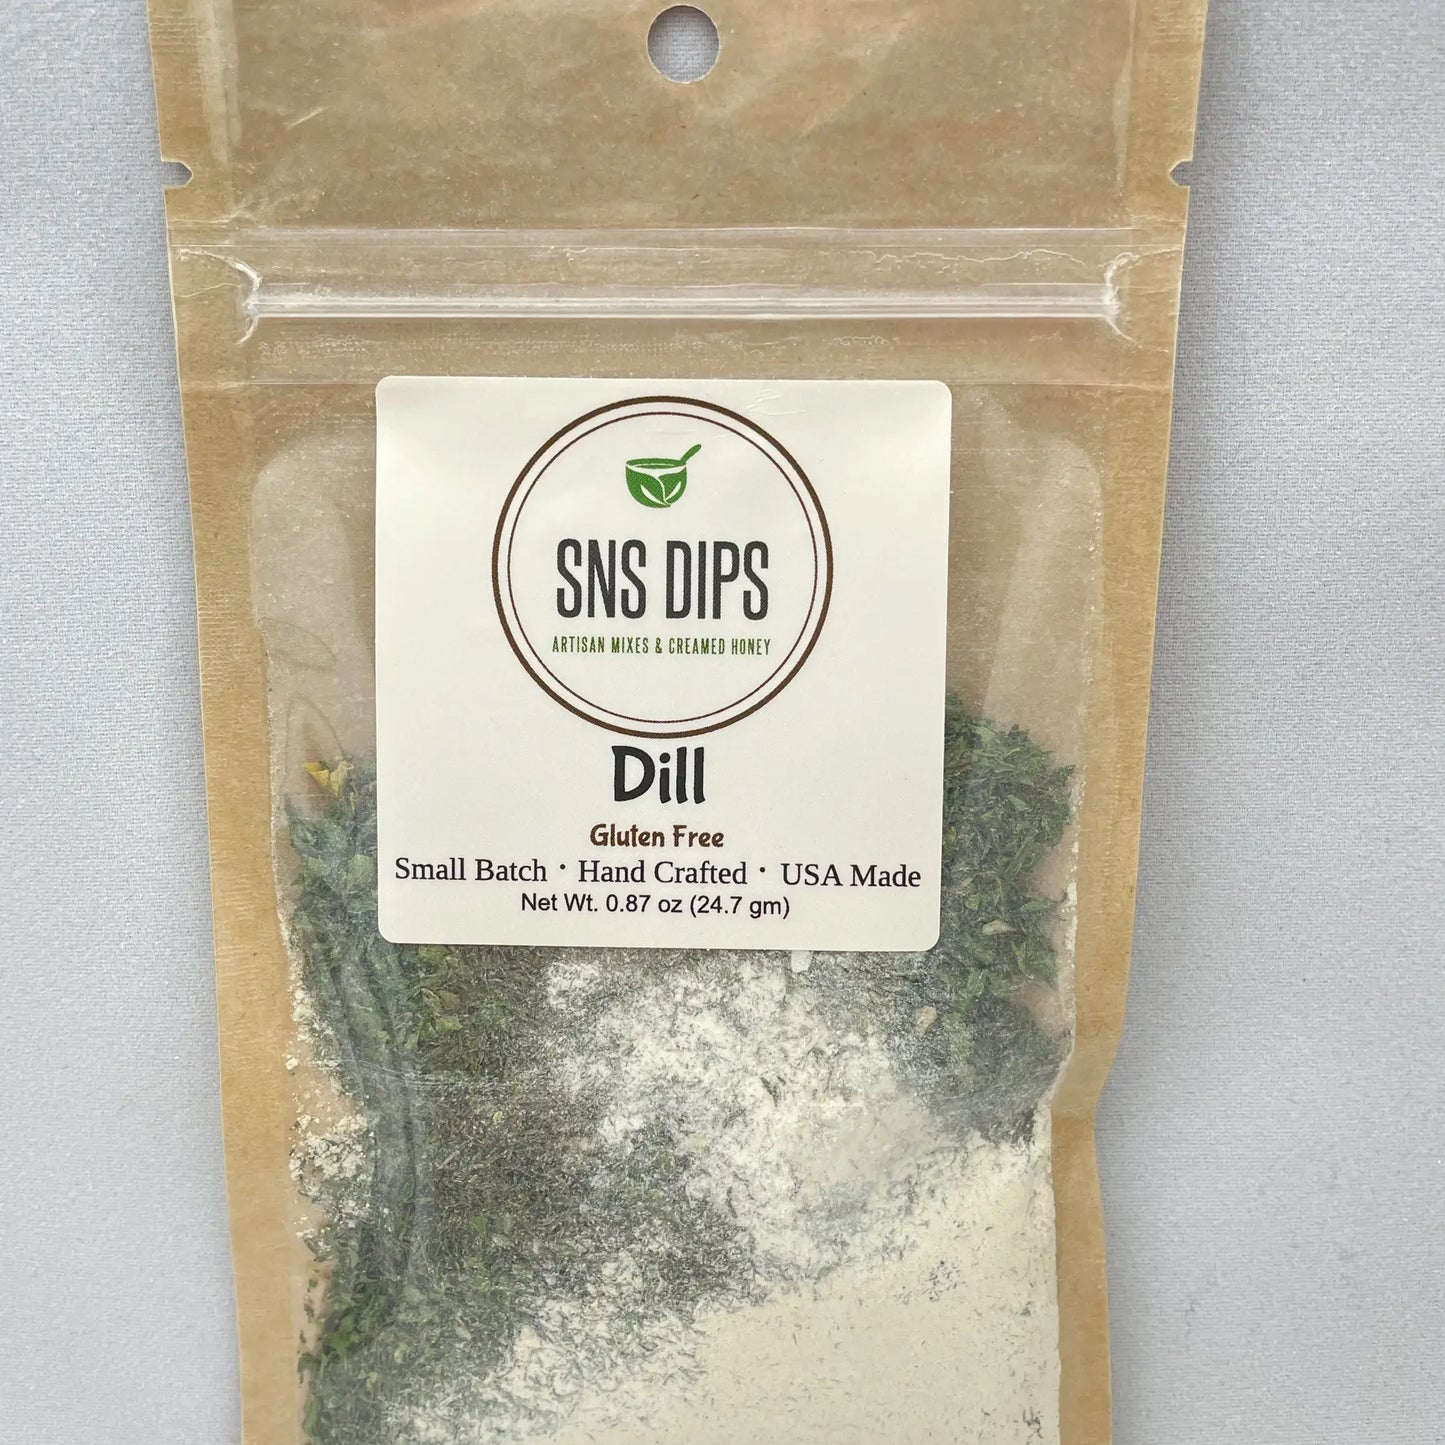 SNS DIPS
ARTISAN MIXES & CREAMED HONEY
Dill
Gluten Free
Small Batch · Hand Crafted · USA Made
Net Wt. 0.87 oz (24.7 gm)